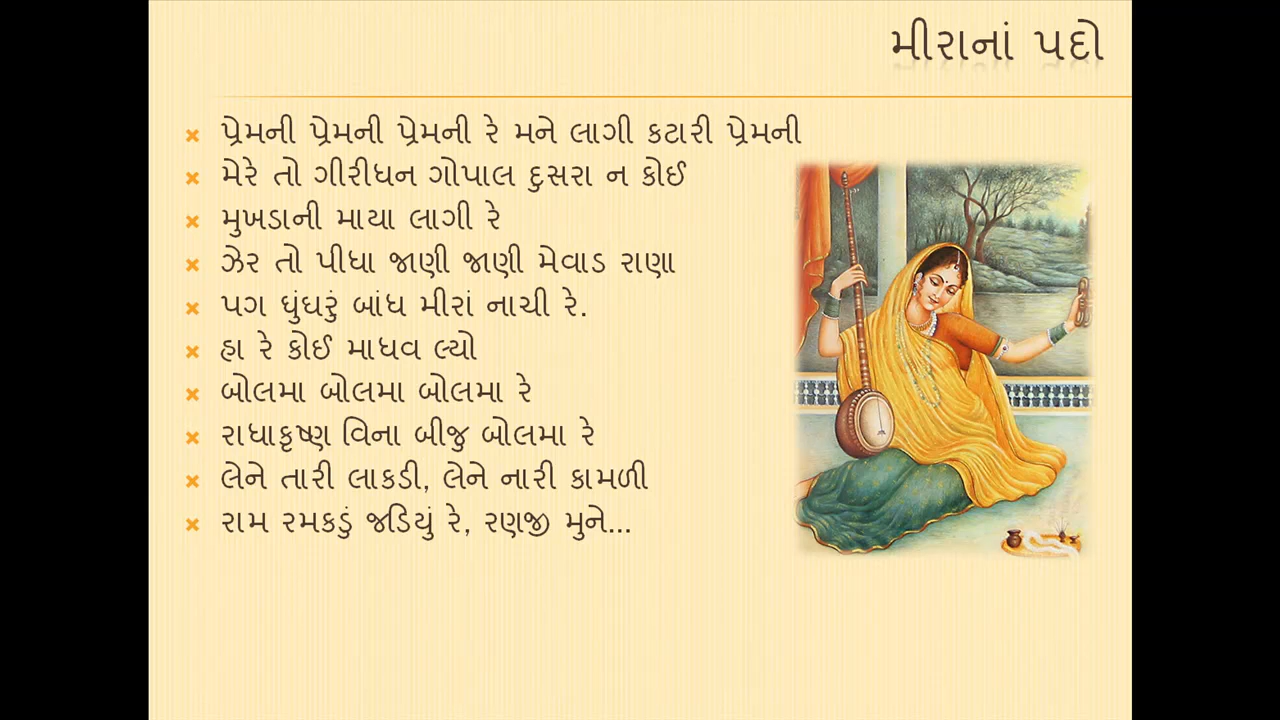 મીરાનાં પદો
પ્રેમની પ્રેમની પ્રેમની રે મને લાગી કટારી પ્રેમની
મેરે તો ગીરીધન ગોપાલ દુસરા ન કોઈ
મુખડાની માયા લાગી રે
ઝેર તો પીધા જાણી જાણી મેવાડ રાણા
પગ ઘુંઘરું બાંધ મીરાં નાચી રે.
હા રે કોઈ માધવ લ્યો
બોલમા બોલમા બોલમા રે
રાધાકૃષ્ણ વિના બીજુ બોલમા રે
લેને તારી લાકડી, લેને નારી કામળી
રામ રમકડું જડિયું રે, રણજી મુને...